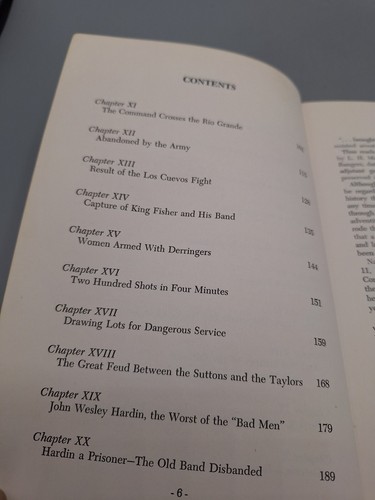 CONTENTS
Chapter XI
The Command Crosses the Rio Grande
Chapter XII
Abandoned by the Army
Chapter XIII
Result of the Los Cuevos Fight
Chapter XIV
Capture of King Fisher and His Band
Chapter XV
Women Armed With Derringers 144
Chapter XVI
Two Hundred Shots in Four Minutes 151
Chapter XVII
Drawing Lots for Dangerous Service 159
Chapter XVIII
The Great Feud Between the Suttons and the Taylors 168
Chapter XIX
John Wesley Hardin, the Worst of the "Bad Men" 179
Chapter XX
Hardin a Prisoner—The Old Band Disbanded 189
- 6 -